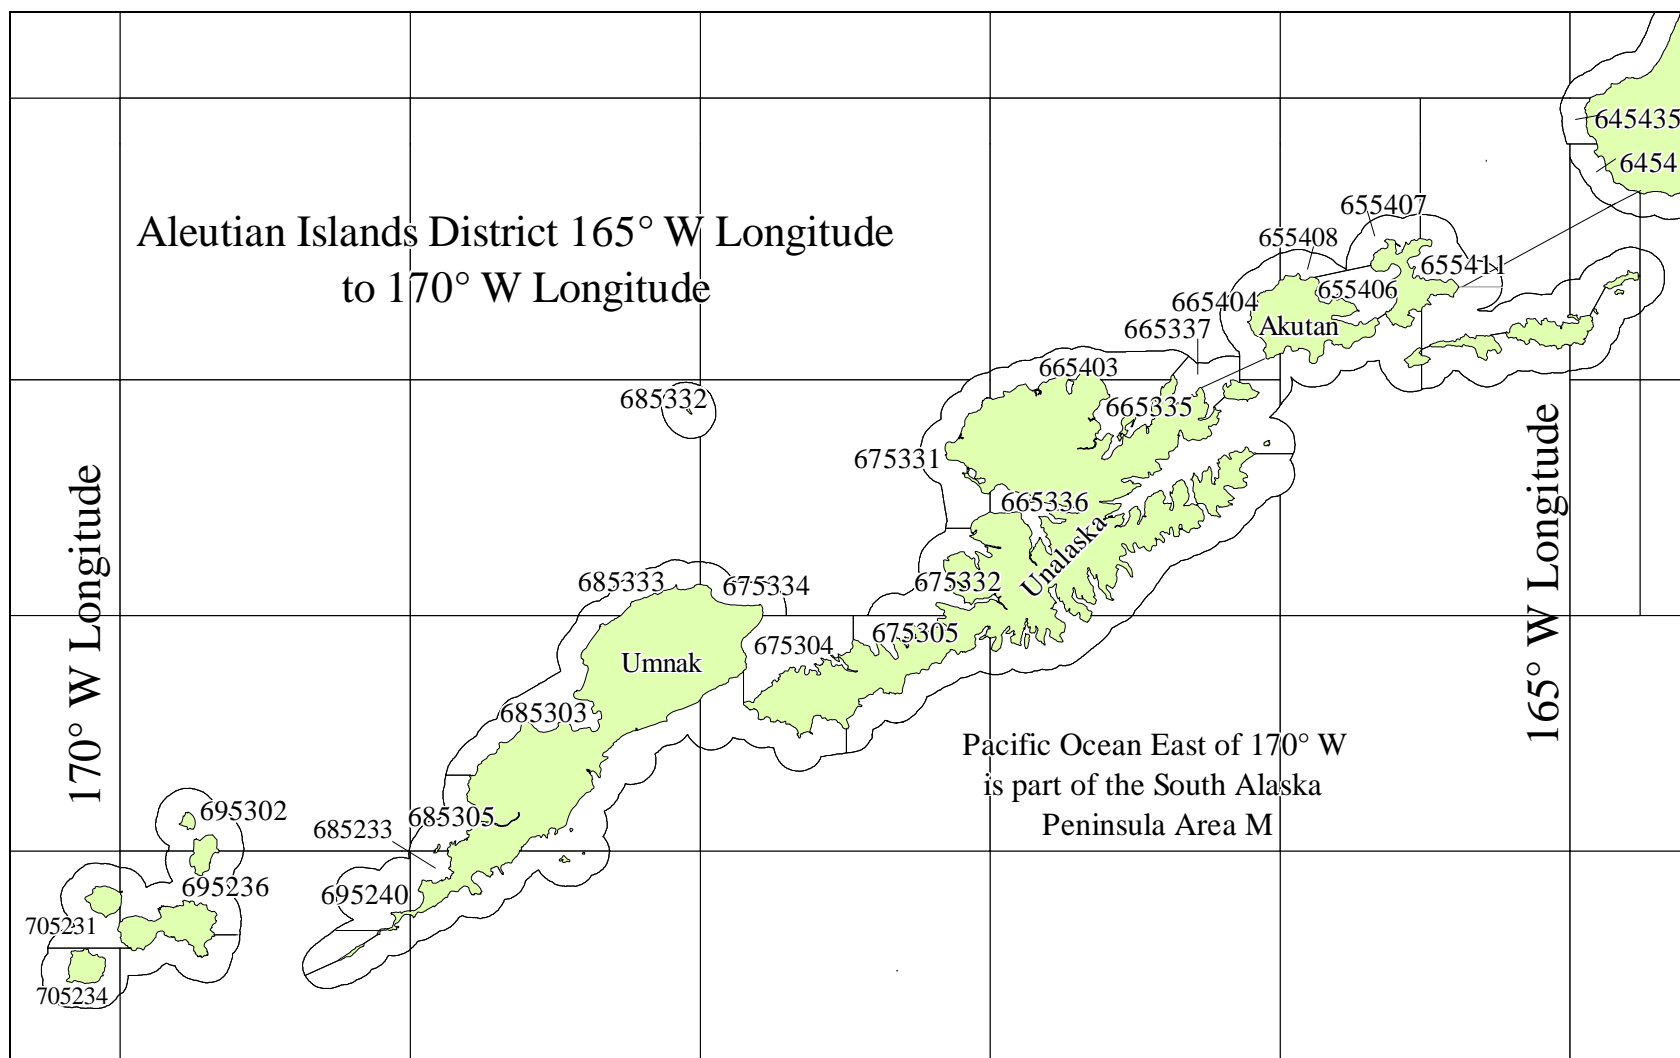 645435
6454
655407
Aleutian Islands District 165° W Longitude
to 170° W Longitude
655408
655411
655406
665404
Akutan
665337
665403
685332
665335
675331
665336
Unalaska
170° W Longitude
165° W Longitude
685333
675334
675332
675305
675304
Umnak
685303
Pacific Ocean East of 170° W
is part of the South Alaska
Peninsula Area M
695302
685305
685233
695236
695240
705231
705234